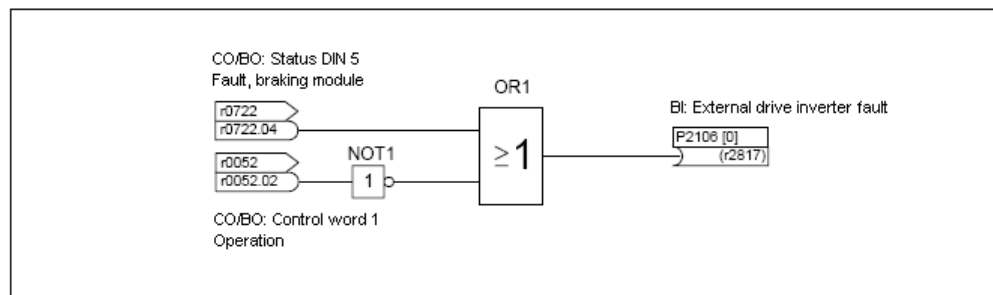 CO/BO: Status DIN 5
Fault, braking module
OR1
BI: External drive inverter fault
r0722
r0722.04
P2106 [0]
(r2817)
≥1
r0052
r0052.02
NOT1
1
CO/BO: Control word 1
Operation